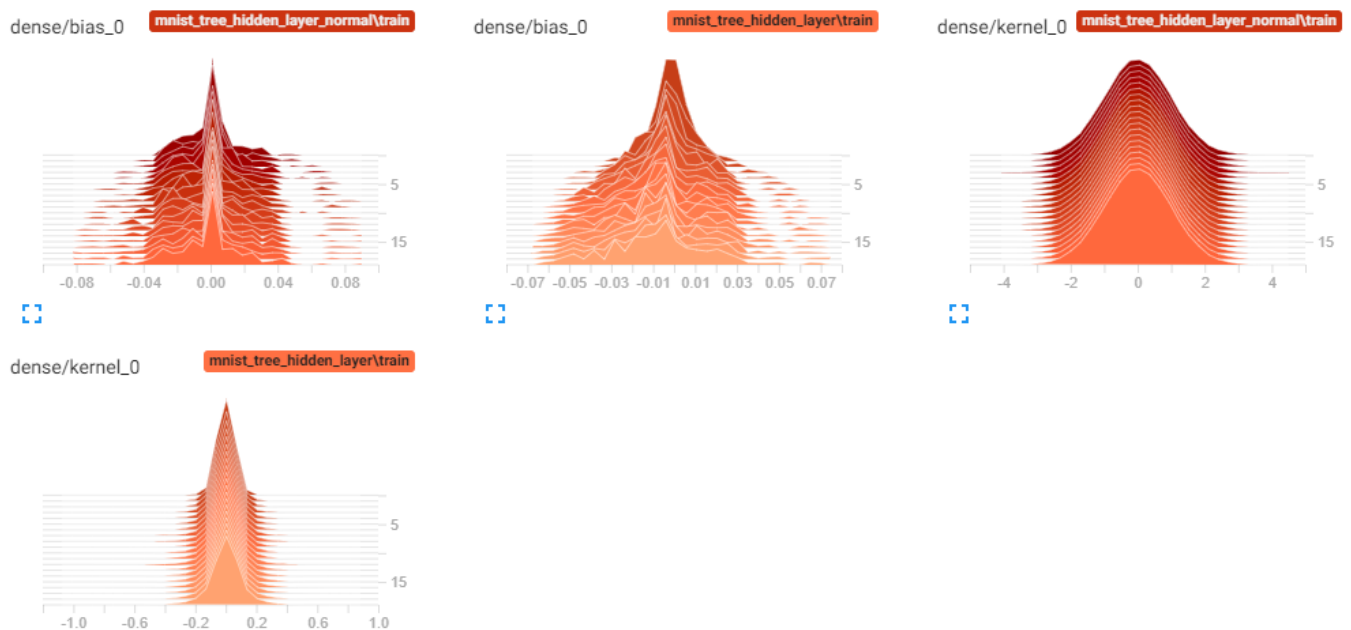 dense/bias_0 mnist_tree_hidden_layer_normal\train
dense/bias_0 mnist_tree_hidden_layer\train
dense/kernel_0 mnist_tree_hidden_layer_normal\train
5
15
-0.08 -0.04 0.00 0.04 0.08
5
15
-0.07 -0.05 -0.03 -0.01 0.01 0.03 0.05 0.07
5
15
-4 -2 0 2 4
dense/kernel_0 mnist_tree_hidden_layer\train
5
15
-1.0 -0.6 -0.2 0.2 0.6 1.0